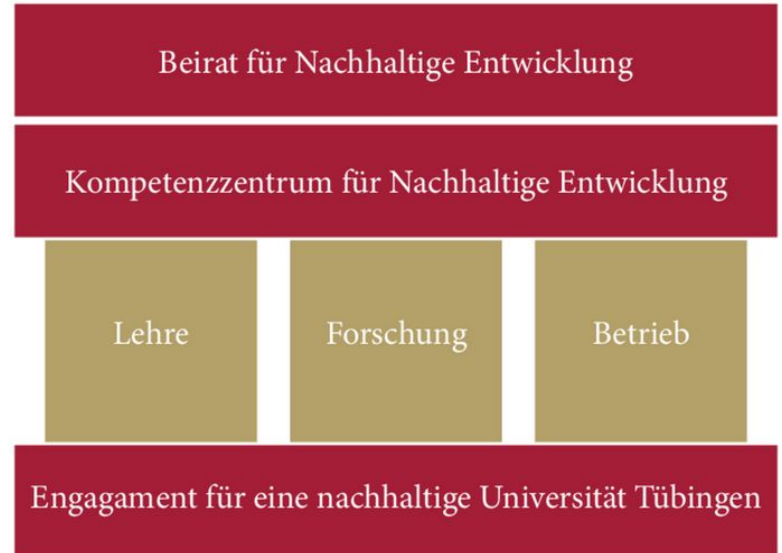 Beirat für Nachhaltige Entwicklung
Kompetenzzentrum für Nachhaltige Entwicklung
Lehre
Forschung
Betrieb
Engagament für eine nachhaltige Universität Tübingen